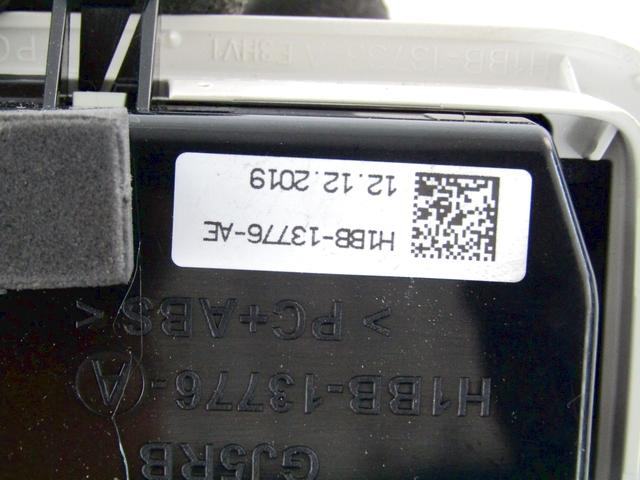 GJ5RB
H1BB-13776- A
> PC+ABS <
H1BB-13776-AE
12.12.2019